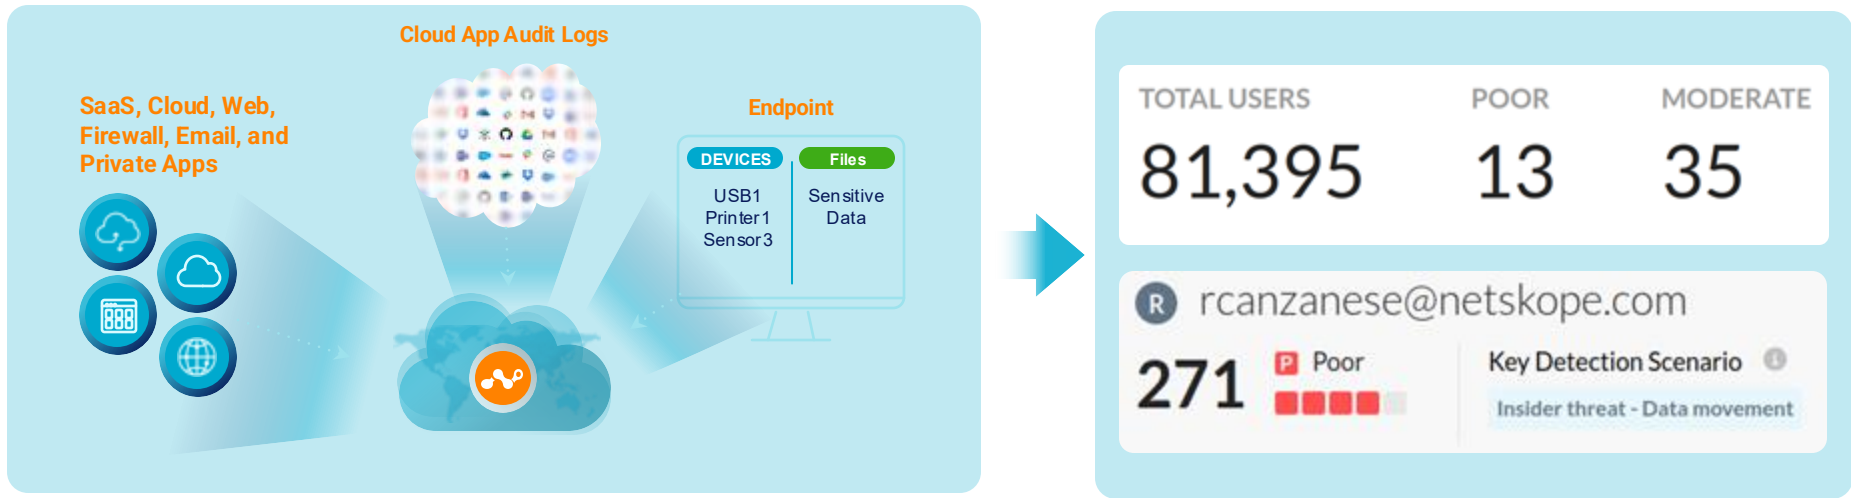 Cloud App Audit Logs
SaaS, Cloud, Web,
Firewall, Email, and
Private Apps
Endpoint
DEVICES
USB1
Printer1
Sensor3
Files
Sensitive
Data
TOTAL USERS
81,395
POOR
13
MODERATE
35
R
rcanzanese@netskope.com
271
P Poor
Key Detection Scenario
Insider threat - Data movement